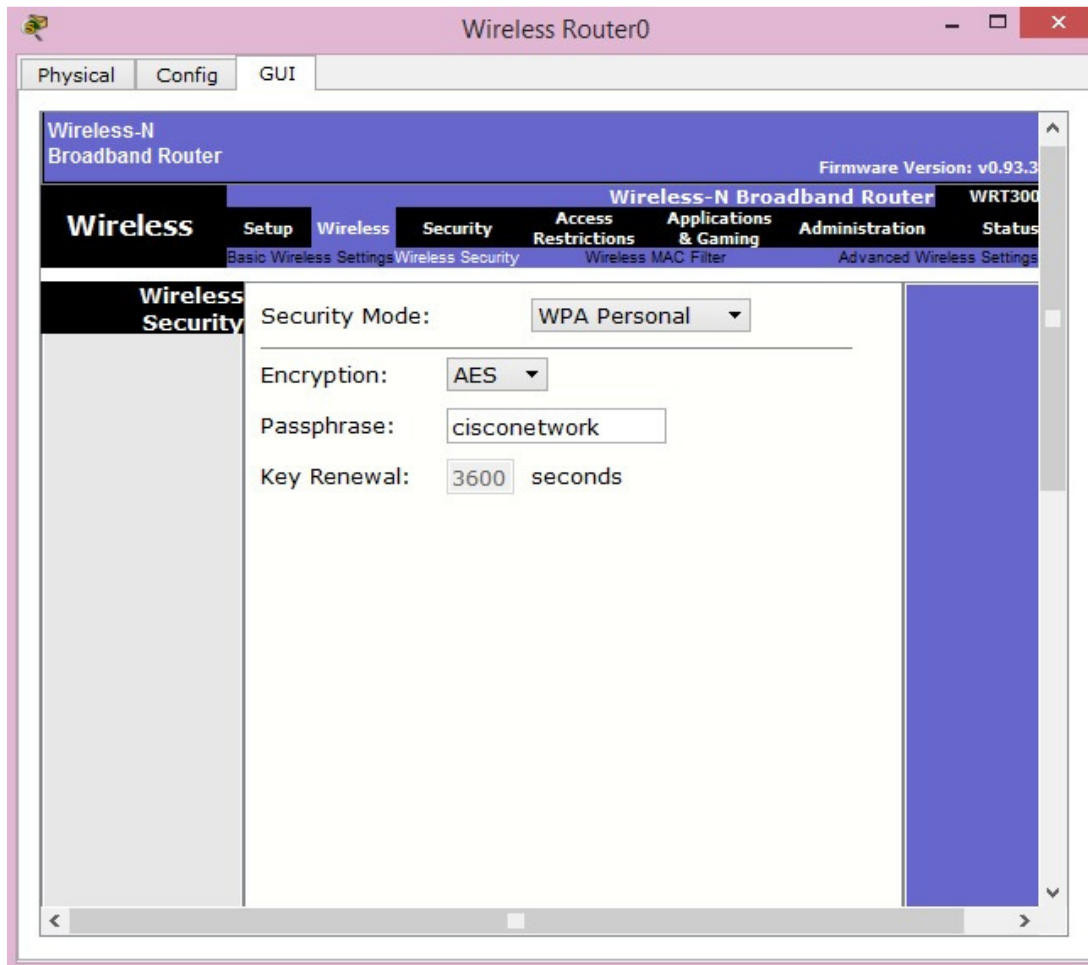 Wireless Router0
Physical Config GUI
Wireless-N
Broadband Router
Firmware Version: v0.93.3
Wireless-N Broadband Router WRT300
Wireless Setup Wireless Security Access Restrictions Applications & Gaming Administration Status
Basic Wireless Settings Wireless Security Wireless MAC Filter Advanced Wireless Settings
Wireless
Security
Security Mode: WPA Personal
Encryption: AES
Passphrase: cisconetwork
Key Renewal: 3600 seconds